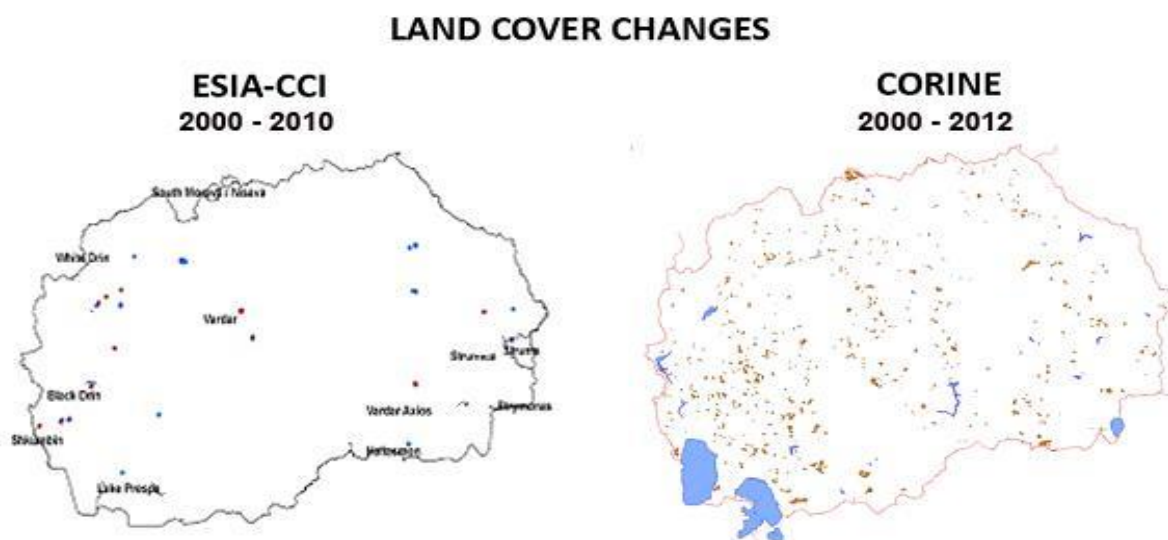 LAND COVER CHANGES
ESIA-CCI
2000 - 2010
CORINE
2000 - 2012
South Morava / Nisava
White Drin
Vardar
Strumica
Struma
Black Drin
Vardar Axios
Strymonas
Shkumbin
Lake Prespa